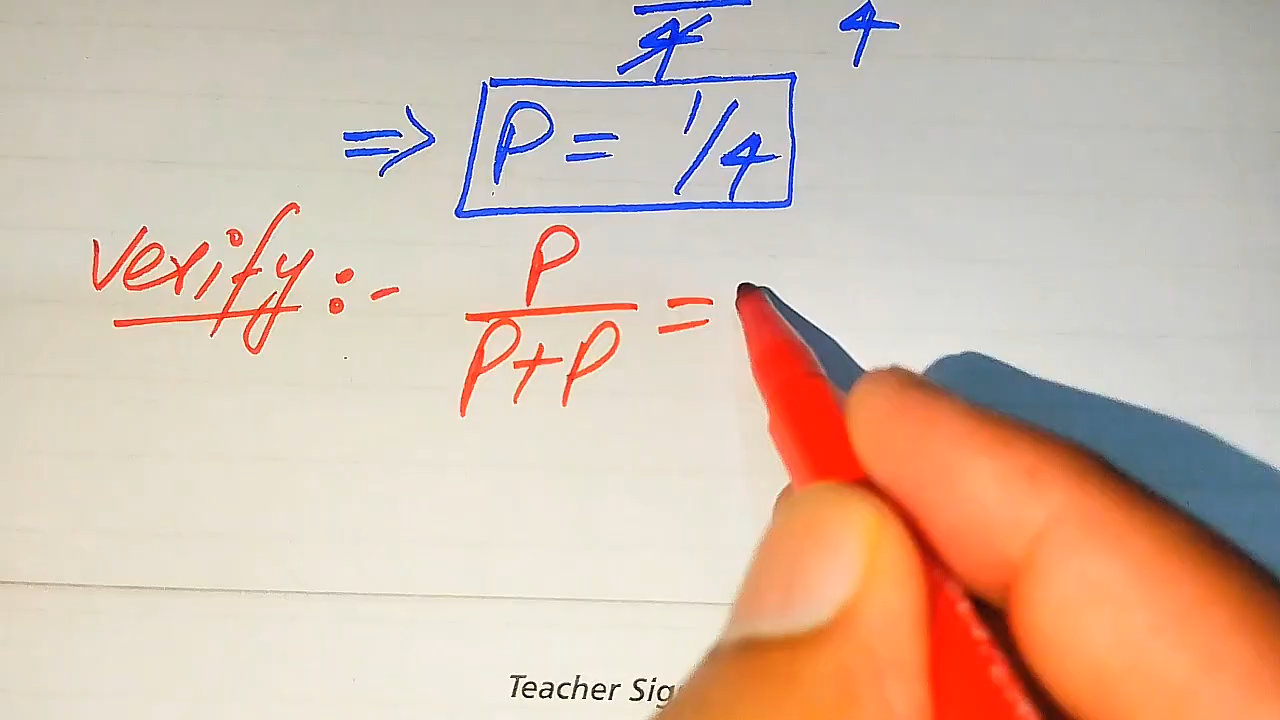 4 4
=> P = 1/4
Verify :- P/P+P =
Teacher Sig